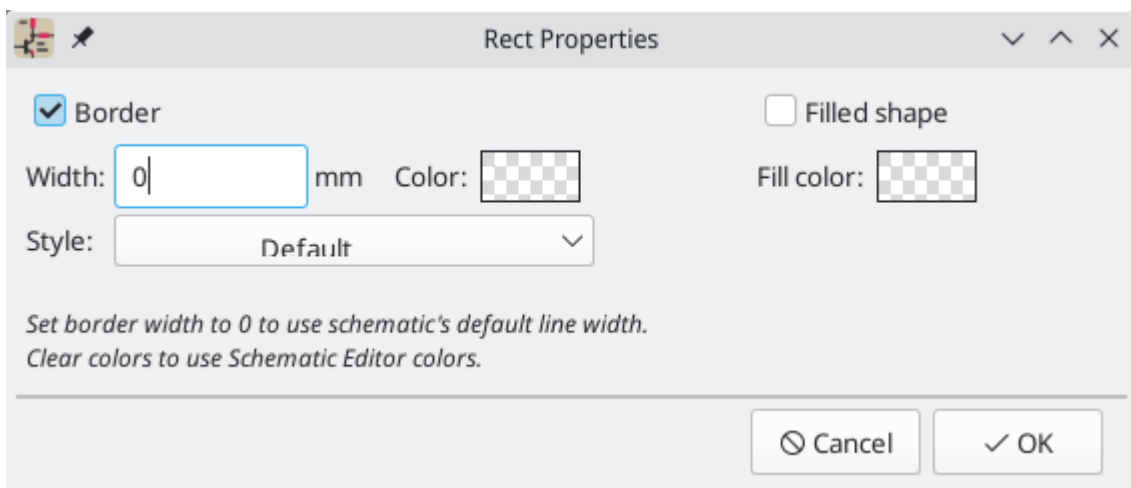 Rect Properties
Border
Filled shape
Width: 0 mm Color:
Fill color:
Style: Default
Set border width to 0 to use schematic's default line width.
Clear colors to use Schematic Editor colors.
Cancel
OK